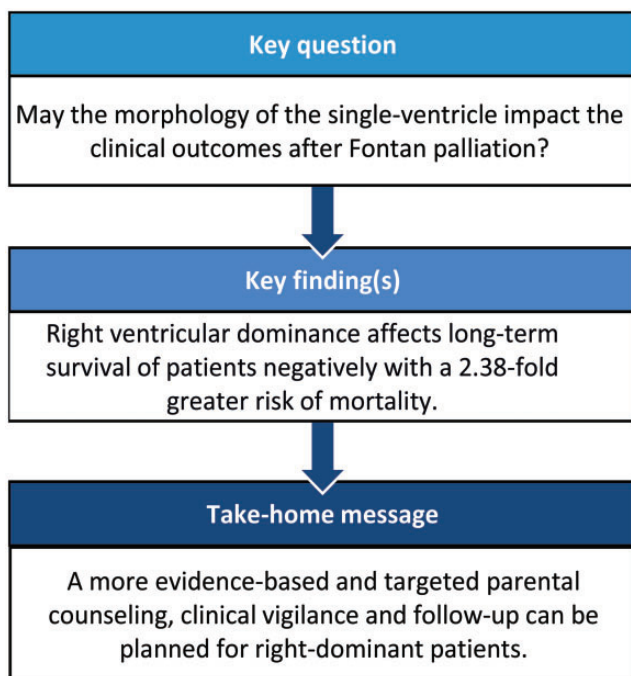 Key question
May the morphology of the single-ventricle impact the
clinical outcomes after Fontan palliation?
Key finding(s)
Right ventricular dominance affects long-term
survival of patients negatively with a 2.38-fold
greater risk of mortality.
Take-home message
A more evidence-based and targeted parental
counseling, clinical vigilance and follow-up can be
planned for right-dominant patients.